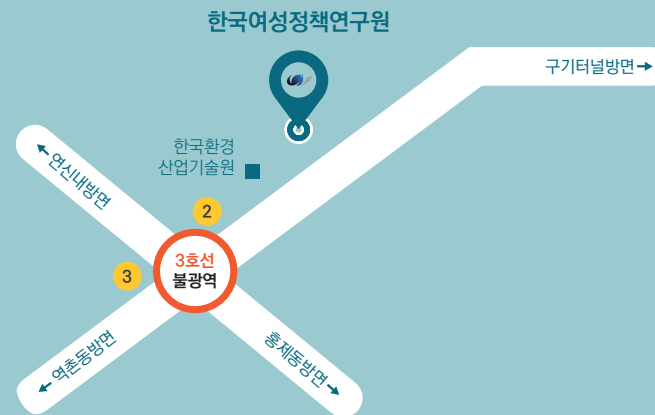 한국여성정책연구원
구기터널방면
한국환경
산업기술원
연신내방면
2
3호선
불광역
3
역촌동방면
홍제동방면